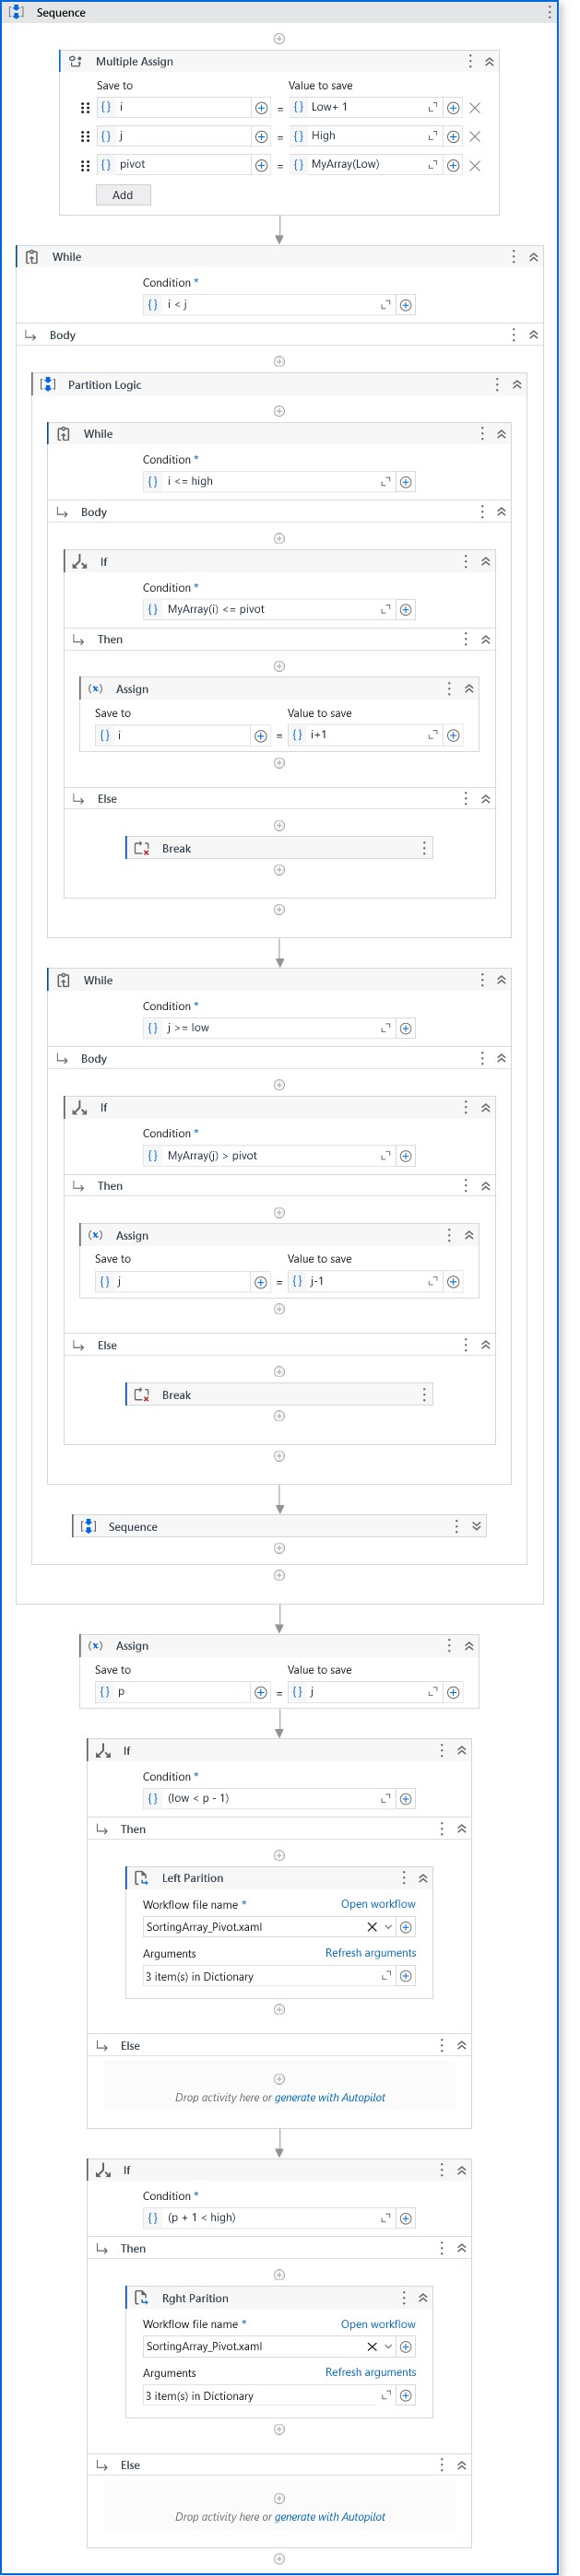 Sequence
Multiple Assign
Save to Value to save
i = Low+ 1
j = High
pivot = MyArray(Low)
Add
While
Condition *
i < j
Body
Partition Logic
While
Condition *
i <= high
Body
If
Condition *
MyArray(i) <= pivot
Then
Assign
Save to Value to save
i = i+1
Else
Break
While
Condition *
j >= low
Body
If
Condition *
MyArray(j) > pivot
Then
Assign
Save to Value to save
j = j-1
Else
Break
Sequence
Assign
Save to Value to save
p = j
If
Condition *
(low < p - 1)
Then
Left Parition
Workflow file name * Open workflow
SortingArray_Pivot.xaml
Arguments Refresh arguments
3 item(s) in Dictionary
Else
Drop activity here or generate with Autopilot
If
Condition *
(p + 1 < high)
Then
Rght Parition
Workflow file name * Open workflow
SortingArray_Pivot.xaml
Arguments Refresh arguments
3 item(s) in Dictionary
Else
Drop activity here or generate with Autopilot